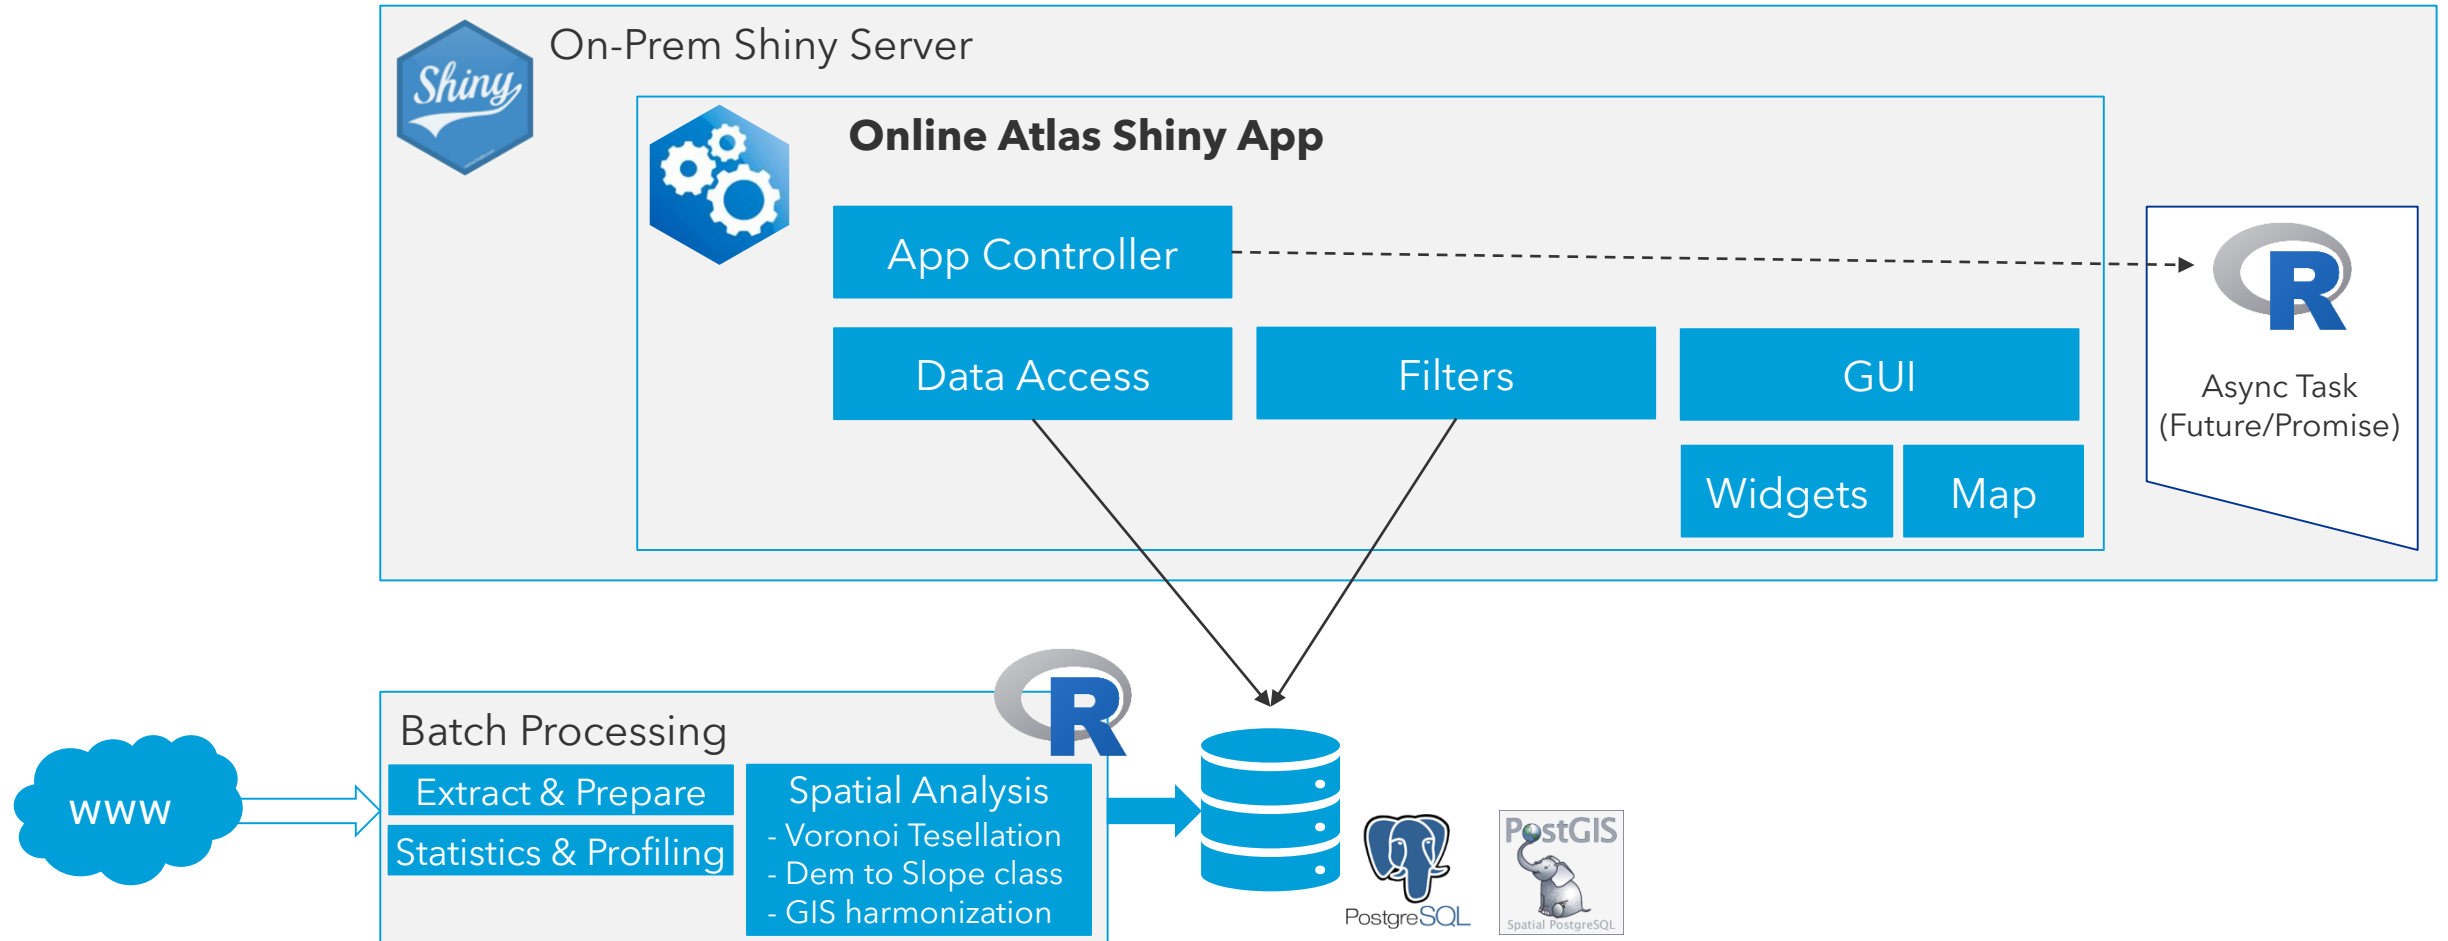 Shiny
On-Prem Shiny Server
Online Atlas Shiny App
App Controller
Data Access
Filters
GUI
Widgets
Map
R
Async Task
(Future/Promise)
www
Batch Processing
R
Extract & Prepare
Statistics & Profiling
Spatial Analysis
- Voronoi Tesellation
- Dem to Slope class
- GIS harmonization
PostgreSQL
PostGIS
Spatial PostgreSQL